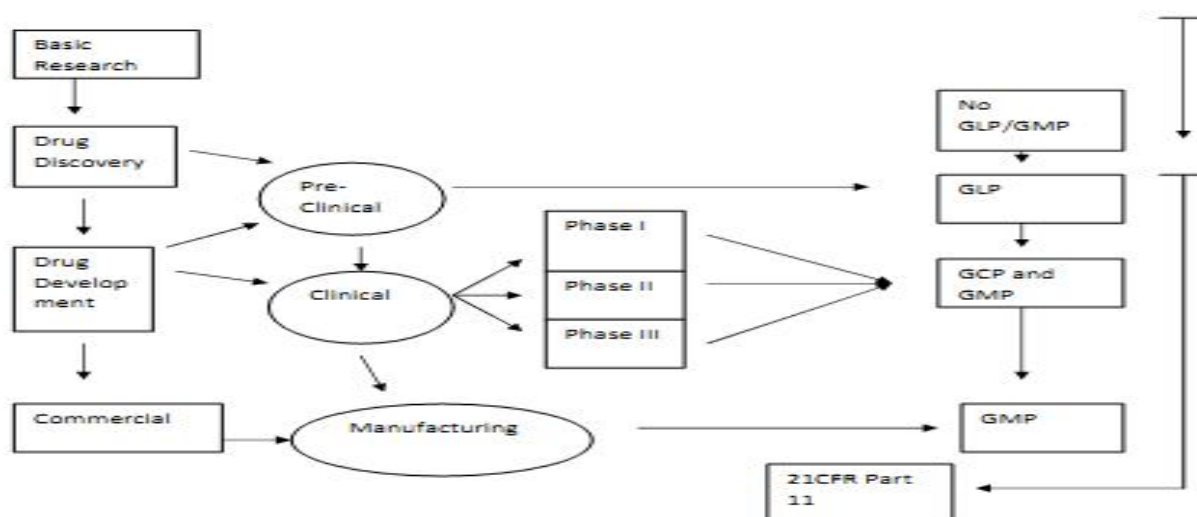 Basic
Research
Drug
Discovery
Drug
Develop
ment
Commercial
Pre-
Clinical
Clinical
Manufacturing
Phase I
Phase II
Phase III
No
GLP/GMP
GLP
GCP and
GMP
GMP
21CFR Part
11